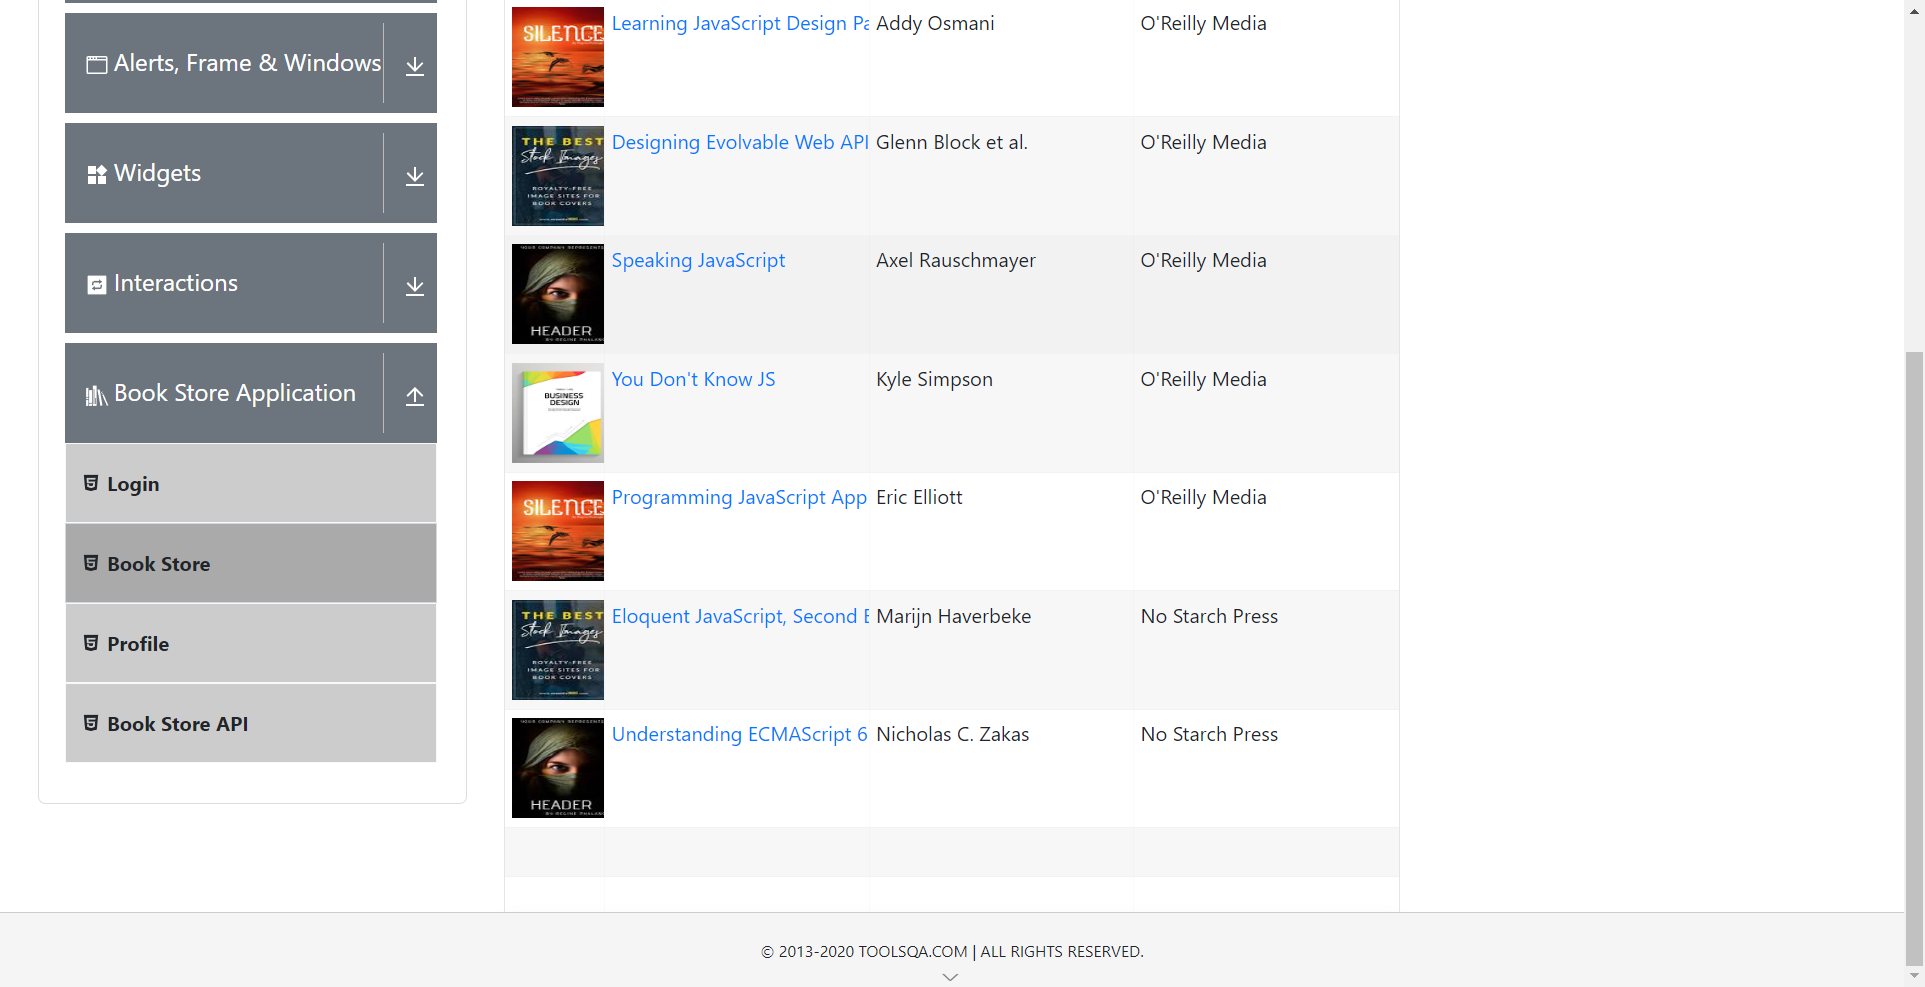 Alerts, Frame & Windows
Widgets
Interactions
Book Store Application
Login
Book Store
Profile
Book Store API
SILENCE
Learning JavaScript Design Pa
Addy Osmani
O'Reilly Media
THE BEST
Stock Images
ROYALTY-FREE
IMAGE SITES FOR
BOOK COVERS
Designing Evolvable Web API
Glenn Block et al.
O'Reilly Media
HEADER
Speaking JavaScript
Axel Rauschmayer
O'Reilly Media
BUSINESS
DESIGN
You Don't Know JS
Kyle Simpson
O'Reilly Media
SILENCE
Programming JavaScript App
Eric Elliott
O'Reilly Media
THE BEST
Stock Images
ROYALTY-FREE
IMAGE SITES FOR
BOOK COVERS
Eloquent JavaScript, Second E
Marijn Haverbeke
No Starch Press
HEADER
Understanding ECMAScript 6
Nicholas C. Zakas
No Starch Press
© 2013-2020 TOOLSQA.COM | ALL RIGHTS RESERVED.